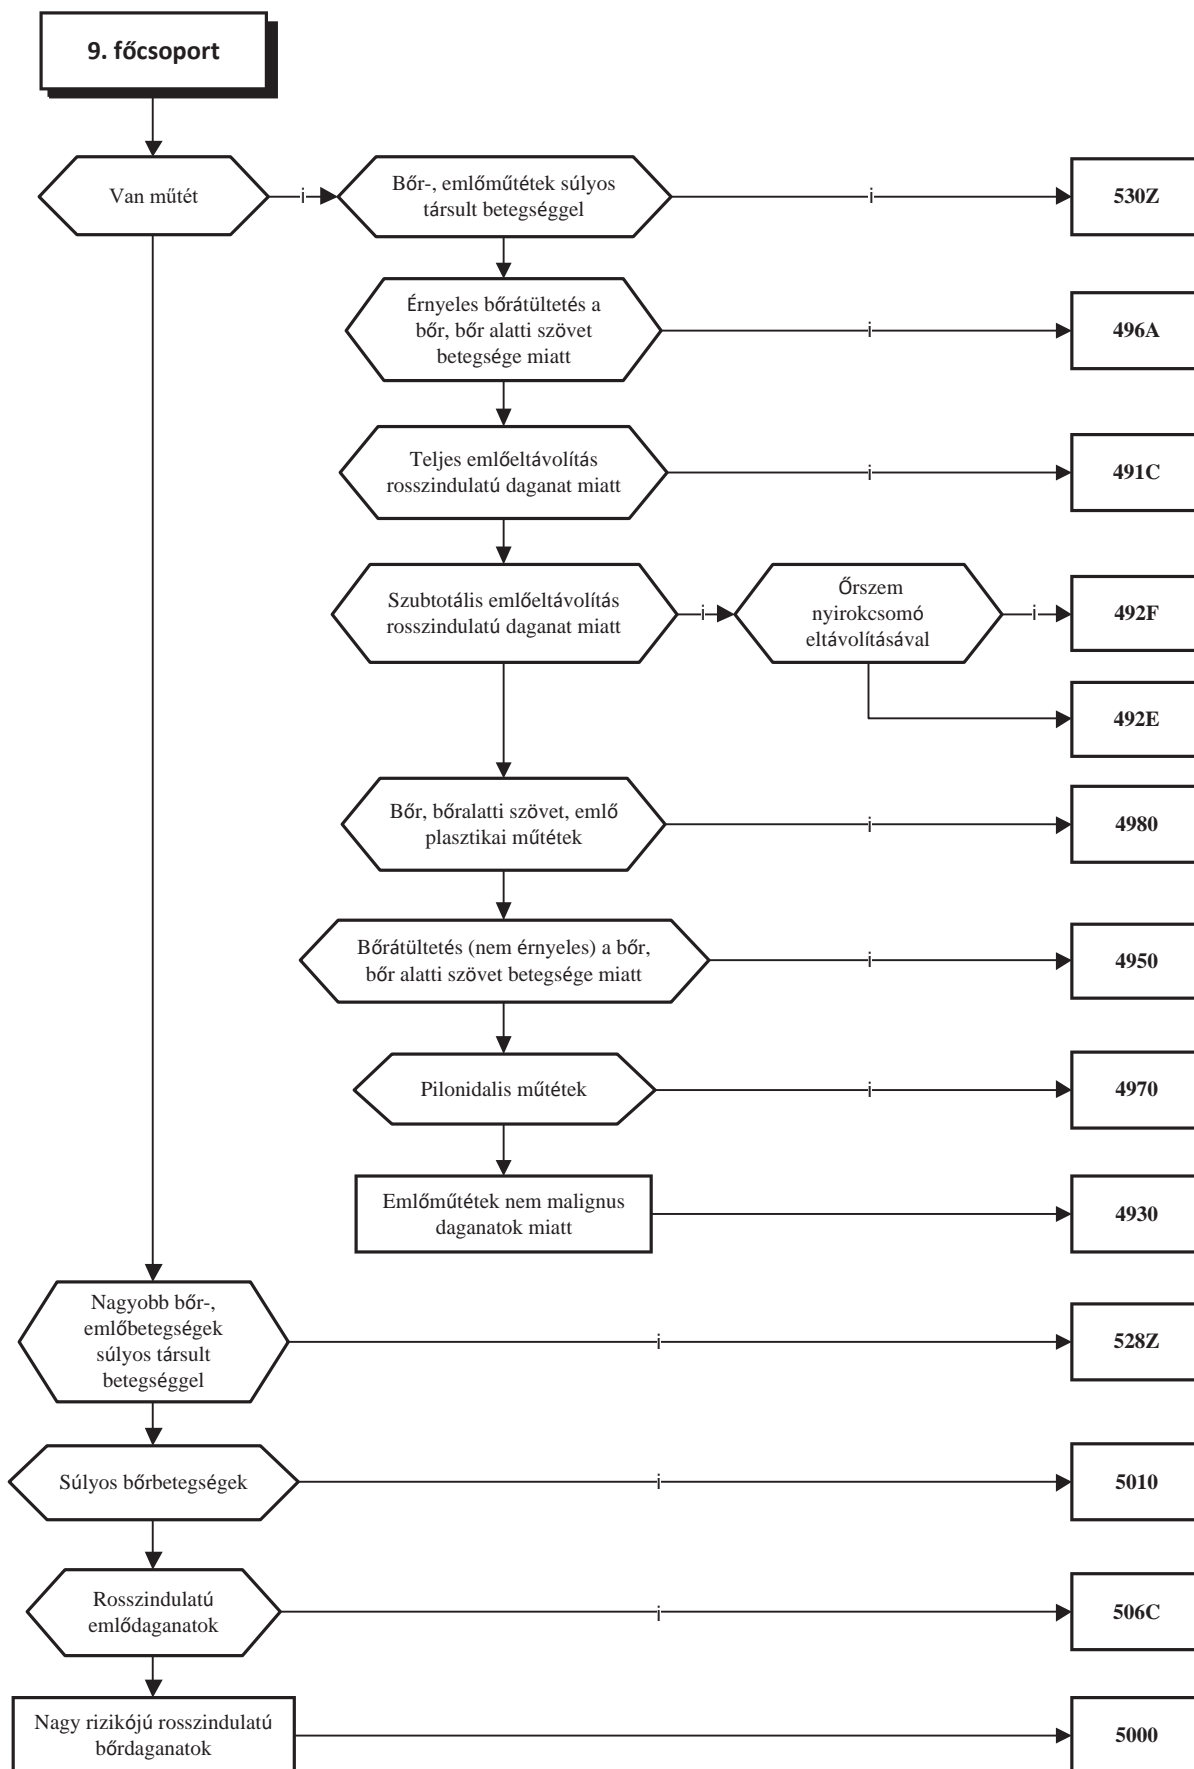 9. főcsoport
Van műtét
i
Bőr-, emlőműtétek súlyos
társult betegséggel
i
530Z
Érnyeles bőrátültetés a
bőr, bőr alatti szövet
betegsége miatt
i
496A
Teljes emlőeltávolítás
rosszindulatú daganat miatt
i
491C
Szubtotális emlőeltávolítás
rosszindulatú daganat miatt
i
Őrszem
nyirokcsomó
eltávolításával
i
492F
492E
Bőr, bőralatti szövet, emlő
plasztikai műtétek
i
4980
Bőrátültetés (nem érnyeles) a bőr,
bőr alatti szövet betegsége miatt
i
4950
Pilonidalis műtétek
i
4970
Emlőműtétek nem malignus
daganatok miatt
4930
Nagyobb bőr-,
emlőbetegségek
súlyos társult
betegséggel
i
528Z
Súlyos bőrbetegségek
i
5010
Rosszindulatú
emlődaganatok
i
506C
Nagy rizikójú rosszindulatú
bőrdaganatok
5000